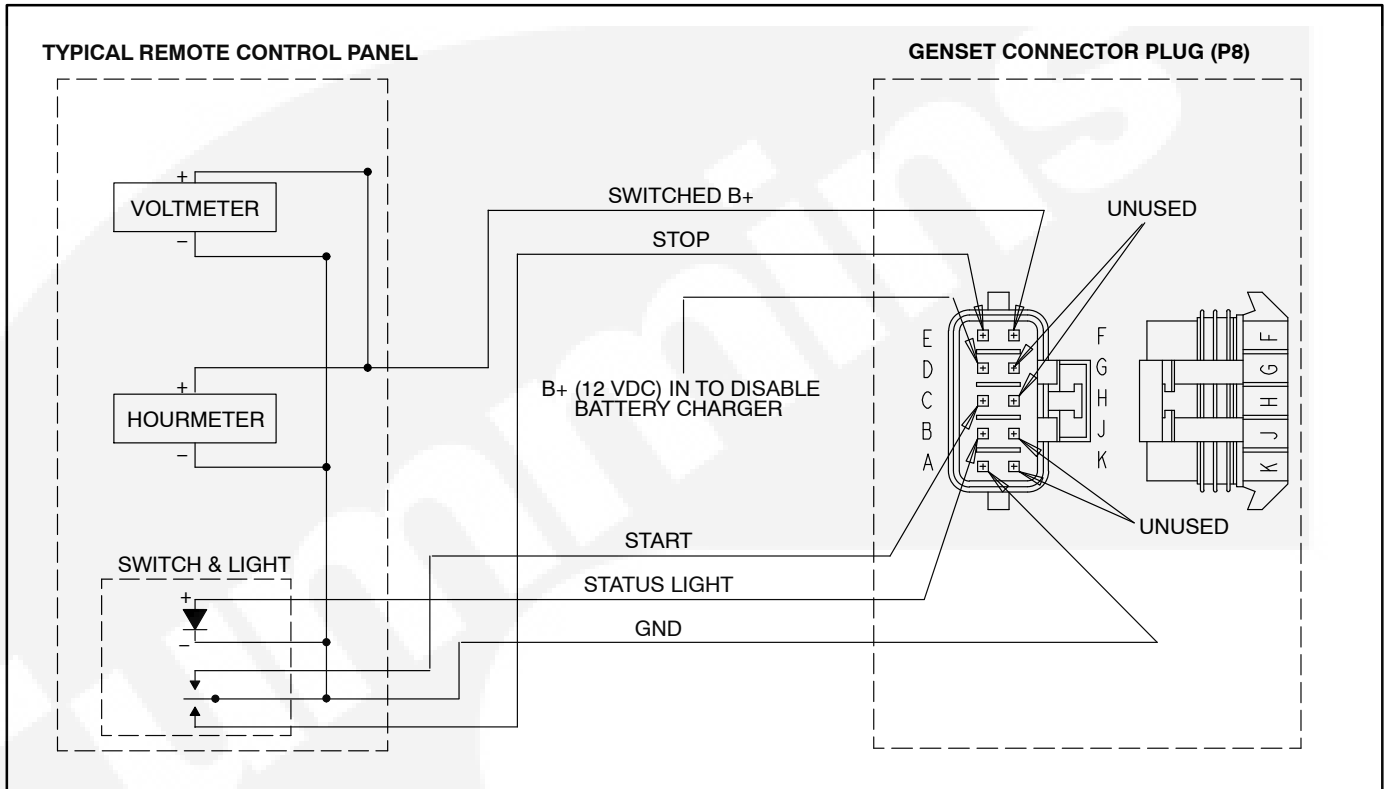 TYPICAL REMOTE CONTROL PANEL
GENSET CONNECTOR PLUG (P8)
+
VOLTMETER
–
SWITCHED B+
UNUSED
STOP
E
F
F
D
G
G
+
HOURMETER
–
B+ (12 VDC) IN TO DISABLE
BATTERY CHARGER
C
H
H
B
J
J
A
K
K
UNUSED
START
SWITCH & LIGHT
+
–
STATUS LIGHT
GND
cummins